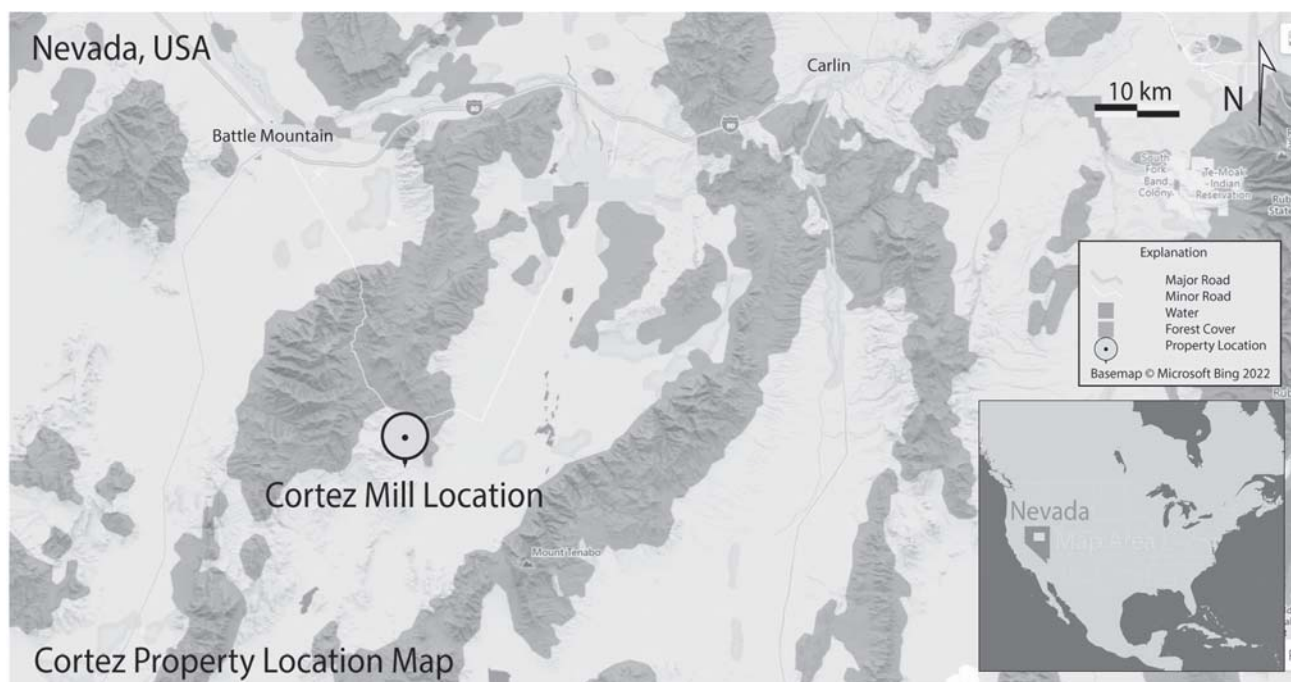 Nevada, USA
Carlin
10 km
N
Battle Mountain
80
80
South
Fork
Band
Colony
Te-Moak
Indian
Reservation
Explanation
Major Road
Minor Road
Water
Forest Cover
Property Location
Basemap © Microsoft Bing 2022
Cortez Mill Location
Nevada
Map Area
Mount Tenabo
Cortez Property Location Map